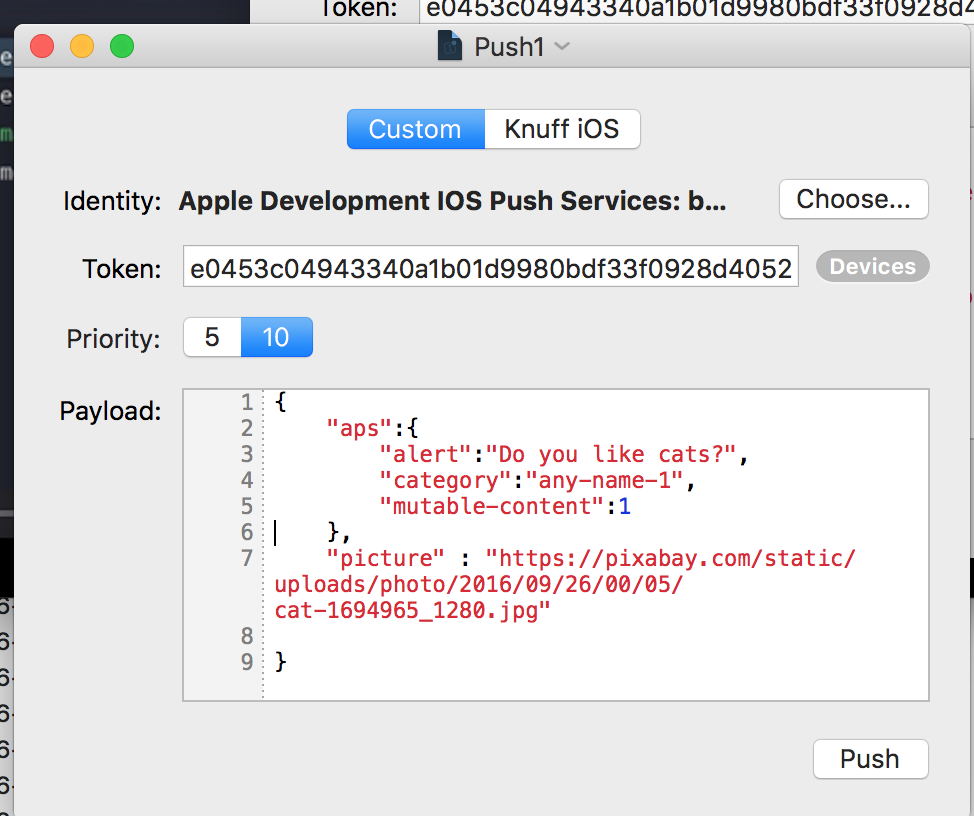 Token: e0453c04943340a1b01d9980bdf33f0928d4
Push1
Custom Knuff iOS
Identity: Apple Development IOS Push Services: b... Choose...
Token: e0453c04943340a1b01d9980bdf33f0928d4052 Devices
Priority: 5 10
Payload:
1 {
2 "aps":{
3 "alert":"Do you like cats?",
4 "category":"any-name-1",
5 "mutable-content":1
6 },
7 "picture" : "https://pixabay.com/static/
uploads/photo/2016/09/26/00/05/
cat-1694965_1280.jpg"
8
9 }
Push